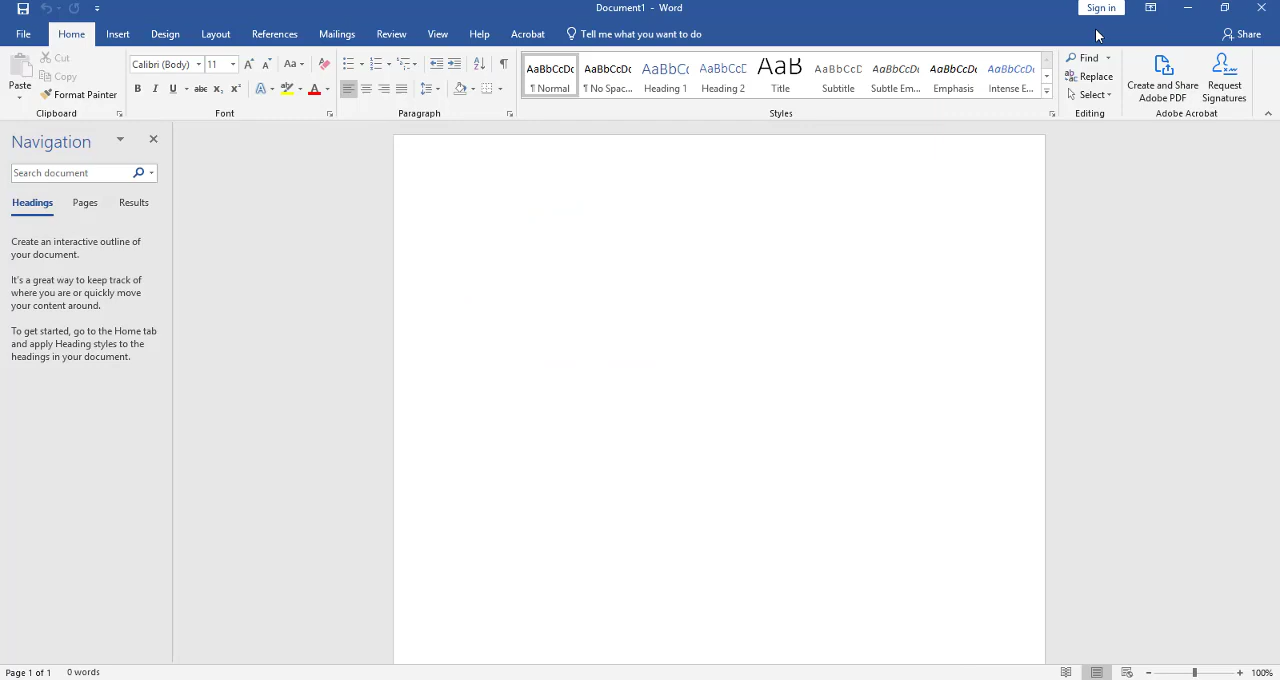 Document1 - Word
Sign in
File Home Insert Design Layout References Mailings Review View Help Acrobat Tell me what you want to do Share
Paste
Cut
Copy
Format Painter
Clipboard
Calibri (Body) 11 Aa
B I U abc x₂ x² A A
Font
Paragraph
AaBbCcDc AaBbCcDc AaBbCc AaBbCcE AaB AaBbCcD AaBbCcDc AaBbCcDc AaBbCcDc
¶ Normal ¶ No Spac... Heading 1 Heading 2 Title Subtitle Subtle Em... Emphasis Intense E...
Styles
Find
Replace
Select
Editing
Create and Share
Adobe PDF
Request
Signatures
Adobe Acrobat
Navigation
Search document
Headings Pages Results
Create an interactive outline of
your document.
It's a great way to keep track of
where you are or quickly move
your content around.
To get started, go to the Home tab
and apply Heading styles to the
headings in your document.
Page 1 of 1 0 words
100%